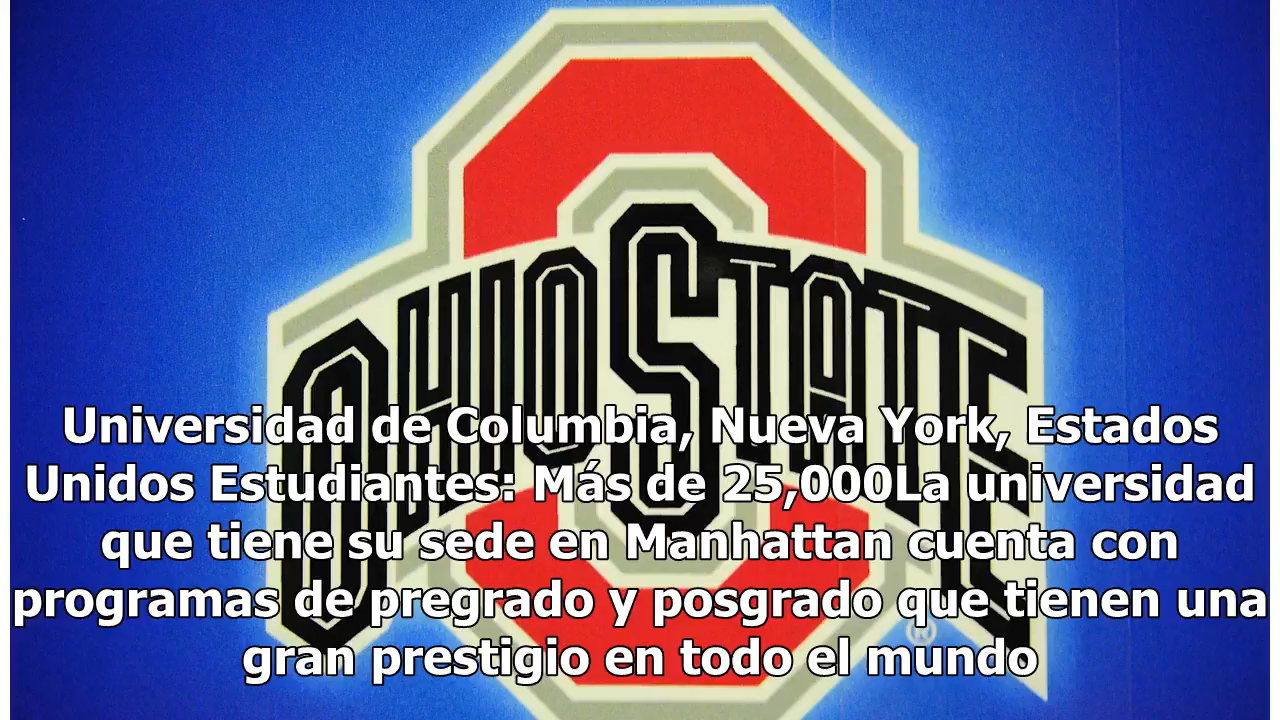 OHIO STATE
Universidad de Columbia, Nueva York, Estados
Unidos Estudiantes: Más de 25,000La universidad
que tiene su sede en Manhattan cuenta con
programas de pregrado y posgrado que tienen una
gran prestigio en todo el mundo
®